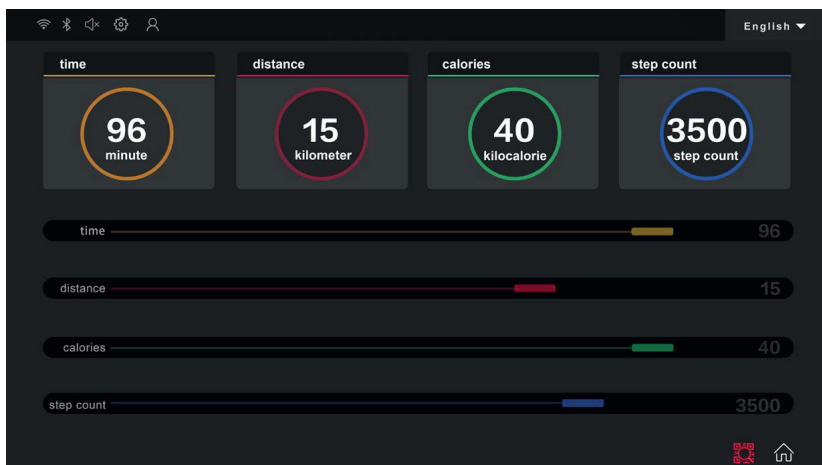 English
time
distance
calories
step count
96
minute
15
kilometer
40
kilocalorie
3500
step count
time
96
distance
15
calories
40
step count
3500